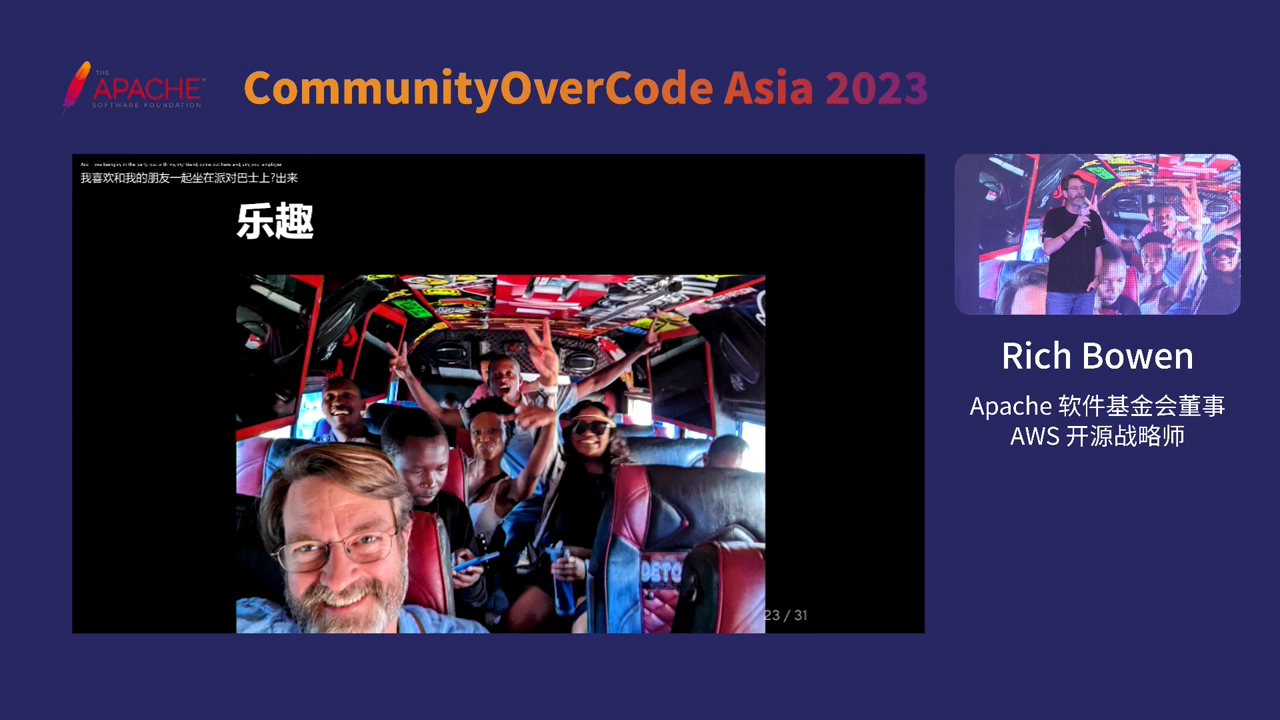 THE
APACHE
SOFTWARE FOUNDATION
CommunityOverCode Asia 2023
我喜欢和我的朋友一起坐在派对巴士上?出来
乐趣
DETO
23 / 31
Rich Bowen
Apache 软件基金会董事
AWS 开源战略师